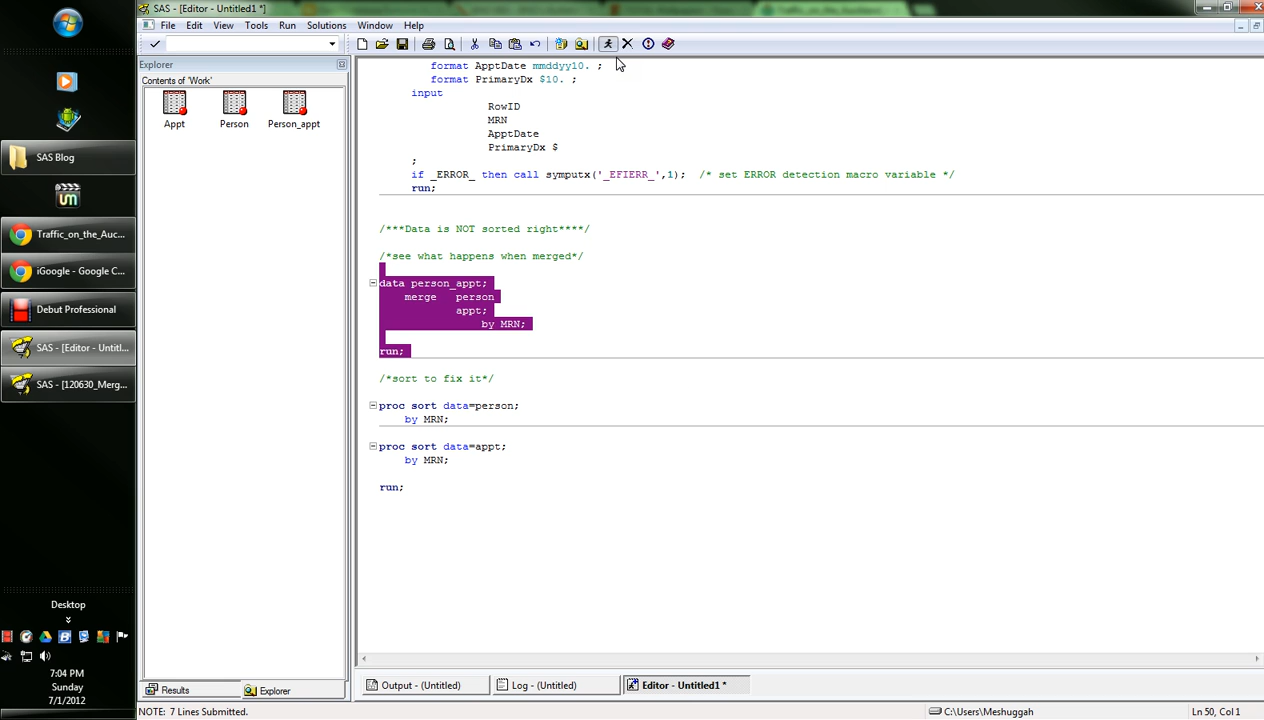 SAS - [Editor - Untitled1 *]
File Edit View Tools Run Solutions Window Help
Explorer
Contents of 'Work'
Appt Person Person_appt
SAS Blog
Traffic_on_the_Auc...
iGoogle - Google C...
Debut Professional
SAS - [Editor - Untitl...
SAS - [120630_Merg...
format ApptDate mmddyy10. ;
format PrimaryDx $10. ;
input
RowID
MRN
ApptDate
PrimaryDx $
;
if _ERROR_ then call symputx('_EFIERR_',1); /* set ERROR detection macro variable */
run;
/***Data is NOT sorted right****/
/*see what happens when merged*/
data person_appt;
merge person
appt;
by MRN;
run;
/*sort to fix it*/
proc sort data=person;
by MRN;
proc sort data=appt;
by MRN;
run;
Desktop
7:04 PM
Sunday
7/1/2012
Results Explorer
Output - (Untitled) Log - (Untitled) Editor - Untitled1 *
NOTE: 7 Lines Submitted. C:\Users\Meshuggah Ln 50, Col 1